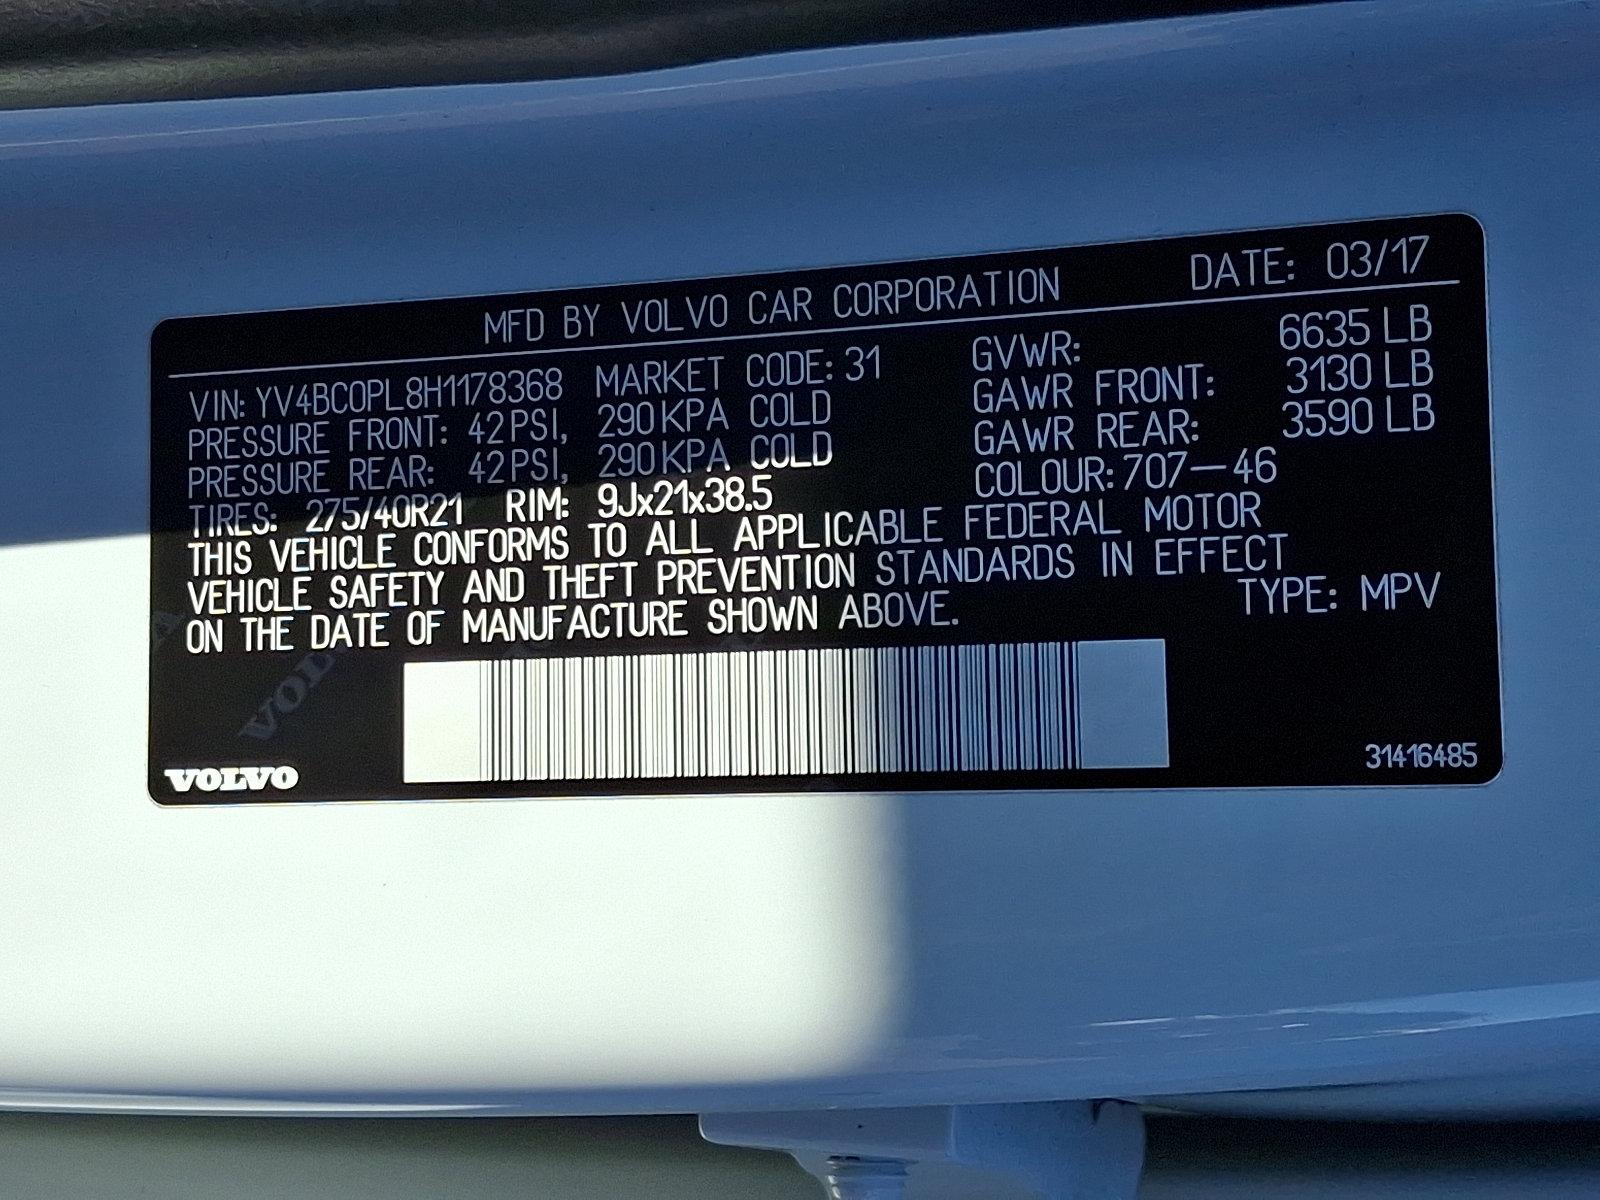 MFD BY VOLVO CAR CORPORATION DATE: 03/17
VIN: YV4BC0PL8H1178368 MARKET CODE: 31 GVWR: 6635 LB
PRESSURE FRONT: 42 PSI, 290 KPA COLD GAWR FRONT: 3130 LB
PRESSURE REAR: 42 PSI, 290 KPA COLD GAWR REAR: 3590 LB
TIRES: 275/40R21 RIM: 9Jx21x38.5 COLOUR: 707-46
THIS VEHICLE CONFORMS TO ALL APPLICABLE FEDERAL MOTOR
VEHICLE SAFETY AND THEFT PREVENTION STANDARDS IN EFFECT
ON THE DATE OF MANUFACTURE SHOWN ABOVE. TYPE: MPV
VOLVO 31416485